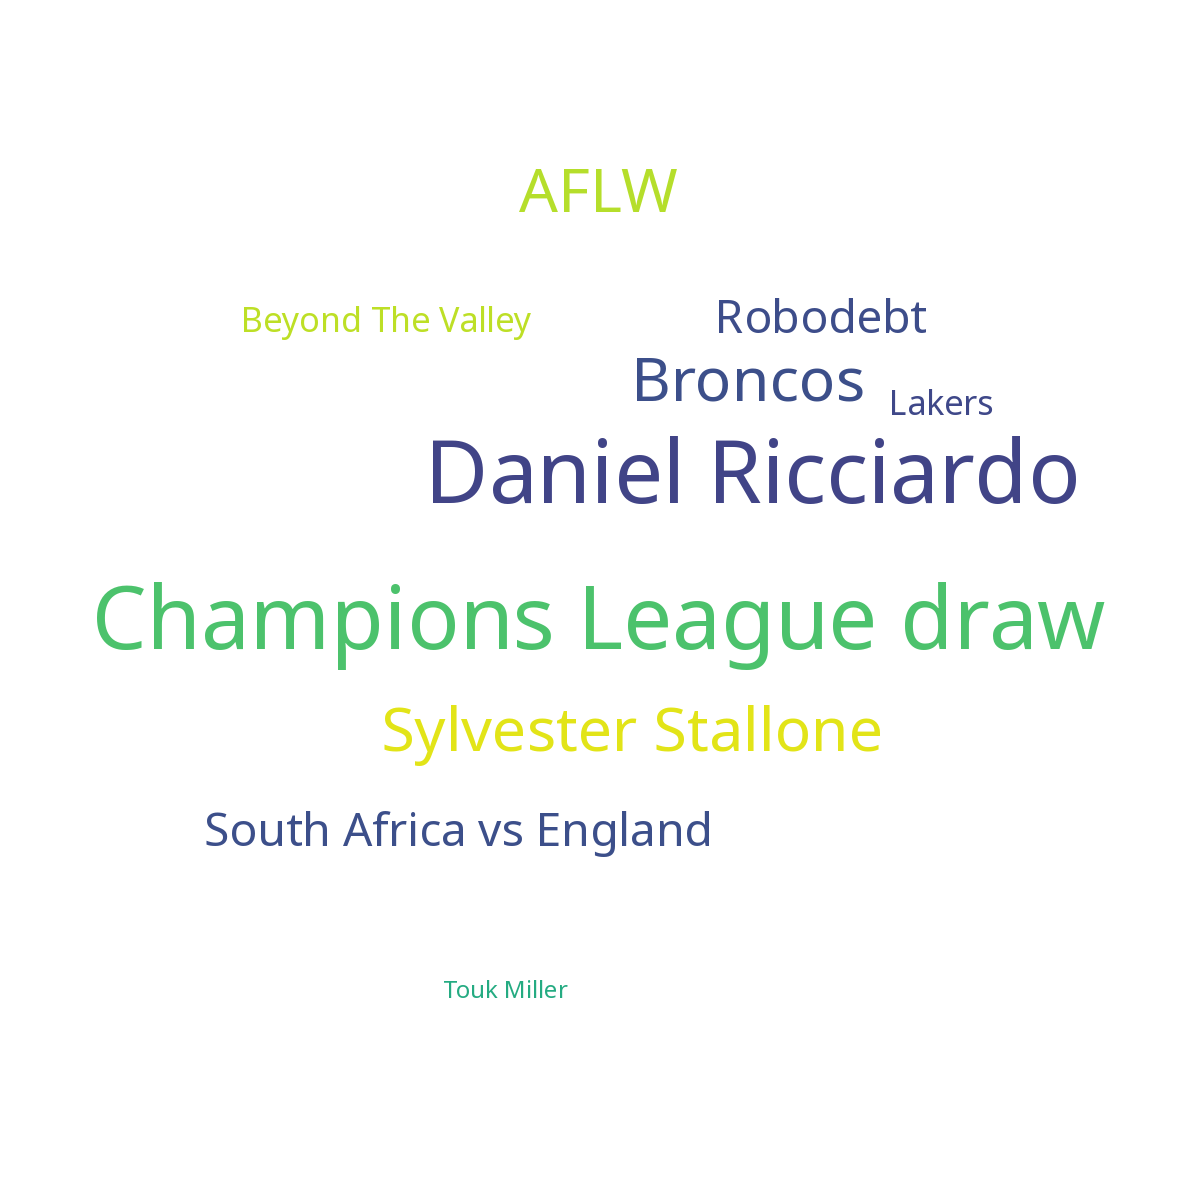 AFLW
Beyond The Valley
Robodebt
Broncos
Lakers
Daniel Ricciardo
Champions League draw
Sylvester Stallone
South Africa vs England
Touk Miller